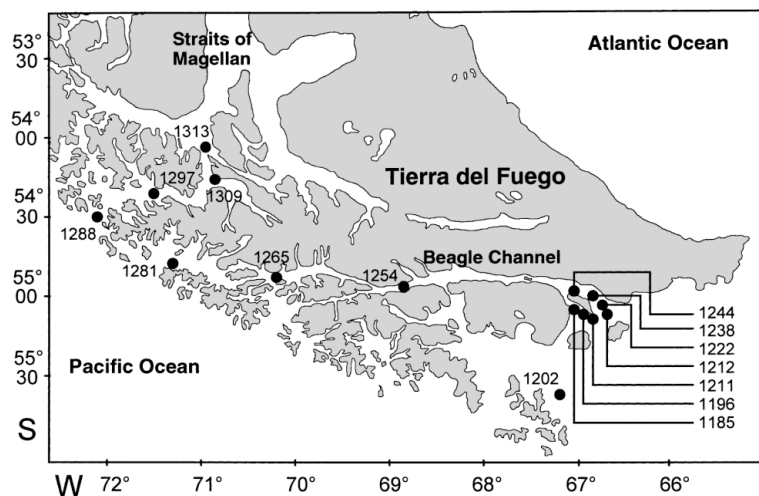 53°
30
Straits of
Magellan
Atlantic Ocean
54°
00
1313
1297
1309
Tierra del Fuego
54°
30
1288
1281
1265
1254
Beagle Channel
55°
00
1244
1238
1222
1212
1211
1196
1185
Pacific Ocean
55°
30
1202
S
W
72° 71° 70° 69° 68° 67° 66°